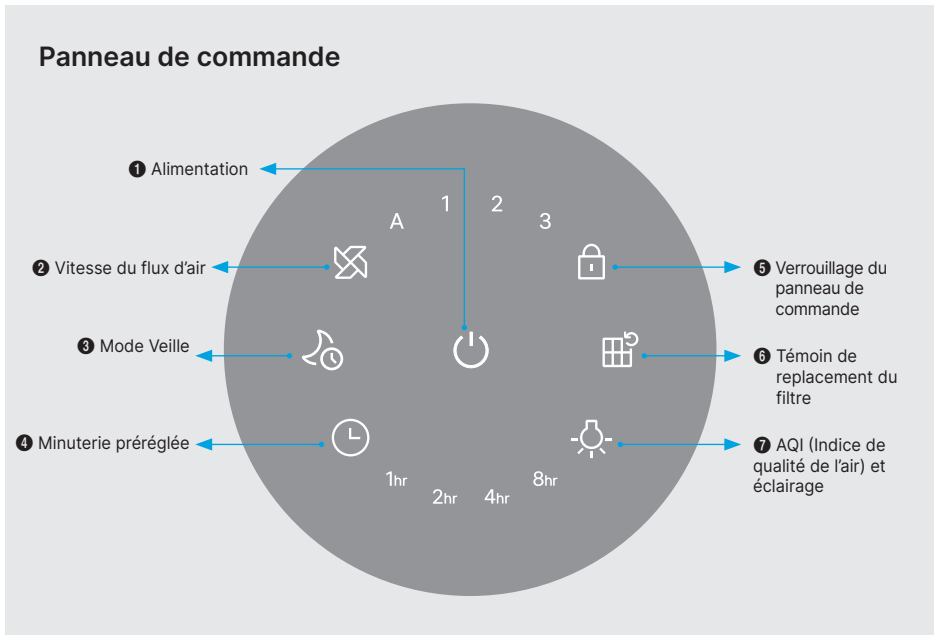 Panneau de commande
❶ Alimentation
A
1
2
3
❷ Vitesse du flux d’air
❸ Mode Veille
❹ Minuterie préréglée
1hr
2hr
4hr
8hr
❺ Verrouillage du
panneau de
commande
❻ Témoin de
replacement du
filtre
❼ AQI (Indice de
qualité de l’air) et
éclairage